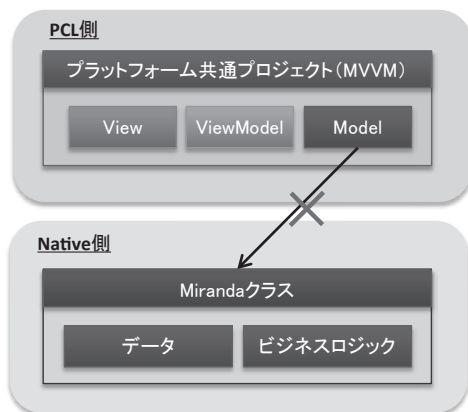 PCL側
プラットフォーム共通プロジェクト(MVVM)
View
ViewModel
Model
Native側
Mirandaクラス
データ
ビジネスロジック